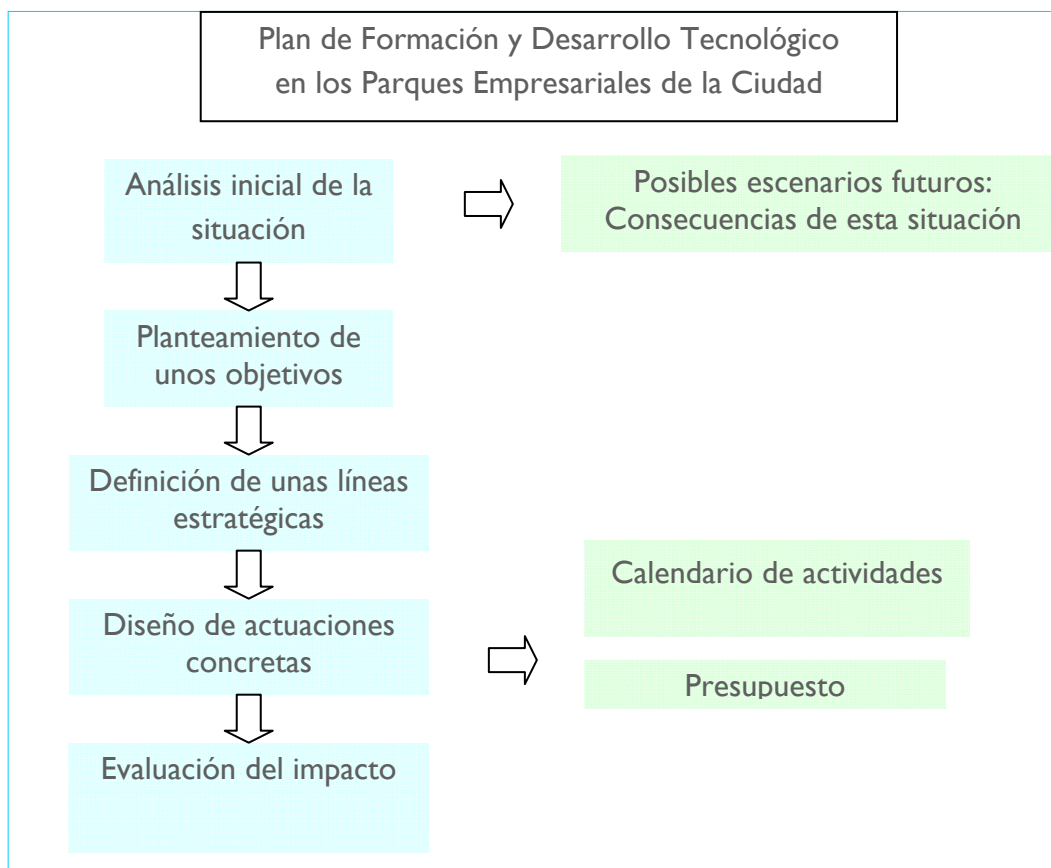 Plan de Formación y Desarrollo Tecnológico
en los Parques Empresariales de la Ciudad
Análisis inicial de la
situación
Posibles escenarios futuros:
Consecuencias de esta situación
Planteamiento de
unos objetivos
Definición de unas líneas
estratégicas
Diseño de actuaciones
concretas
Calendario de actividades
Presupuesto
Evaluación del impacto